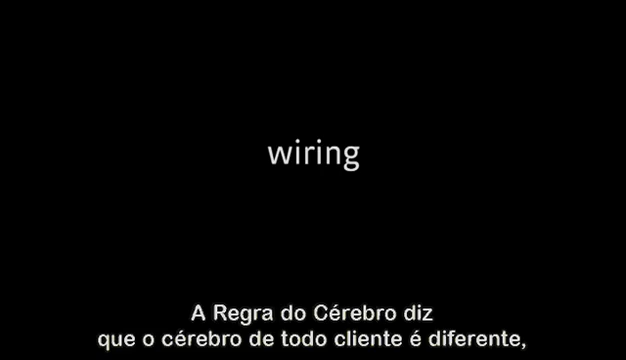 wiring
A Regra do Cérebro diz
que o cérebro de todo cliente é diferente,